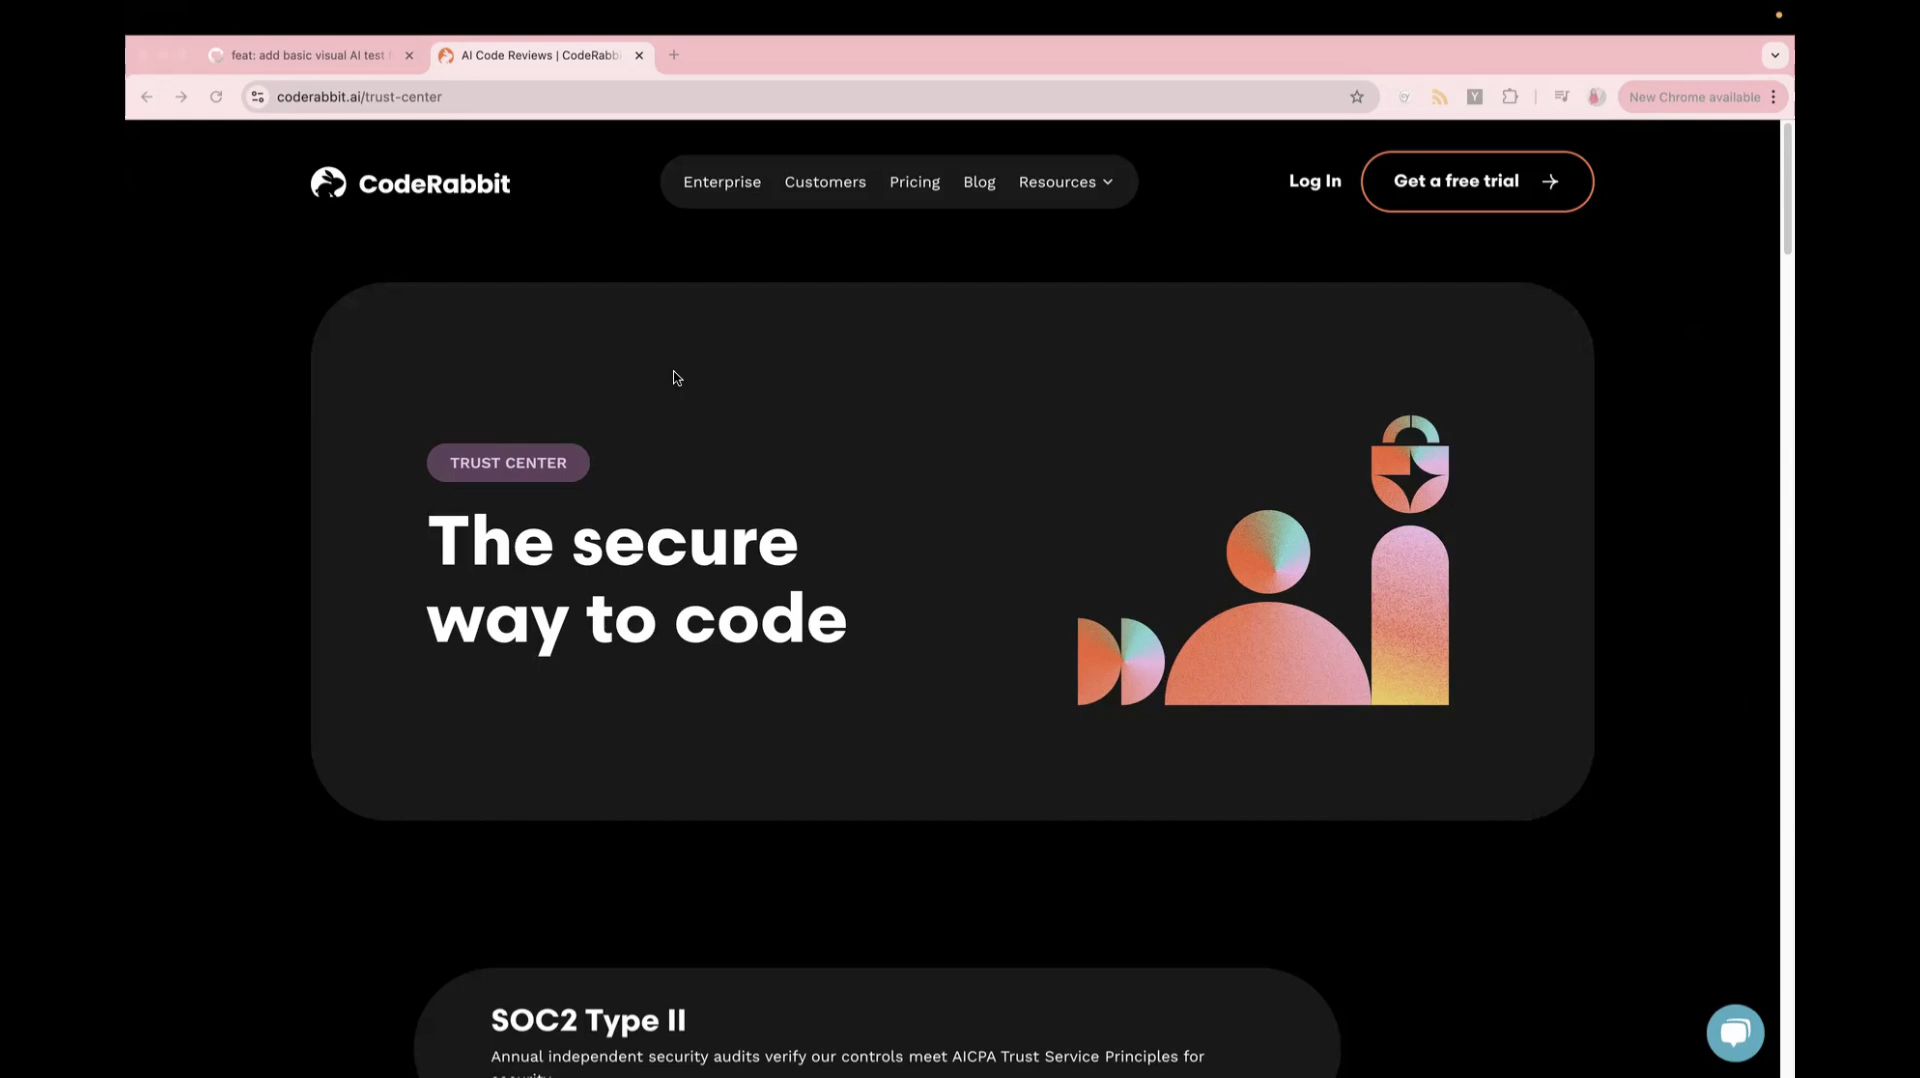 feat: add basic visual AI test
AI Code Reviews | CodeRabbi
coderabbit.ai/trust-center
Y
New Chrome available
CodeRabbit
Enterprise
Customers
Pricing
Blog
Resources
Log In
Get a free trial
TRUST CENTER
The secure
way to code
SOC2 Type II
Annual independent security audits verify our controls meet AICPA Trust Service Principles for